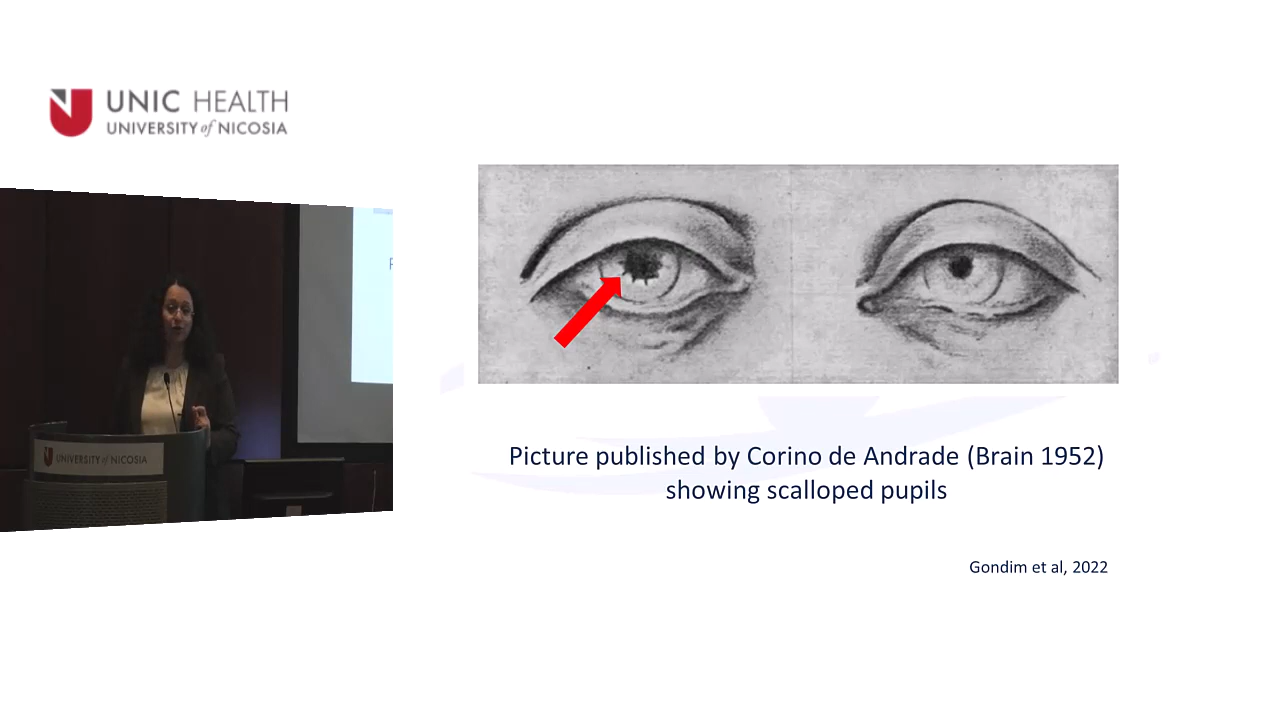 UNIC HEALTH
UNIVERSITY of NICOSIA
UNIVERSITY of NICOSIA
Picture published by Corino de Andrade (Brain 1952)
showing scalloped pupils
Gondim et al, 2022